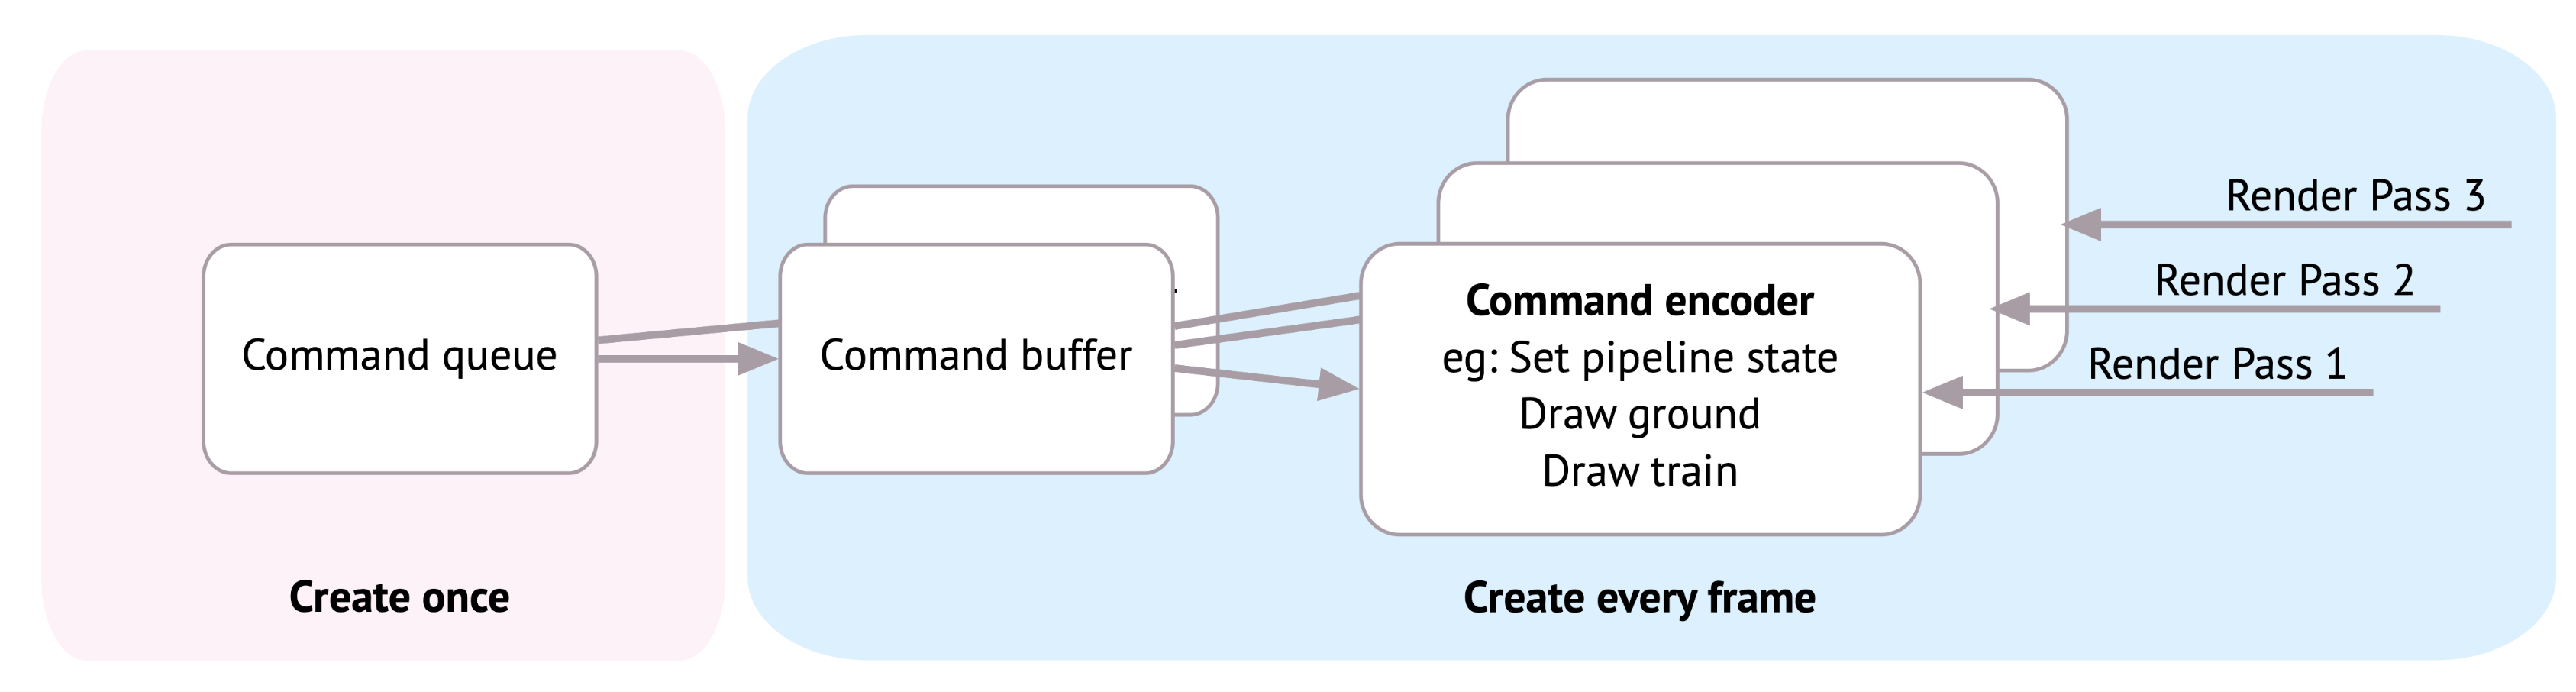 Command queue
Create once
Command buffer
Command encoder
eg: Set pipeline state
Draw ground
Draw train
Render Pass 3
Render Pass 2
Render Pass 1
Create every frame